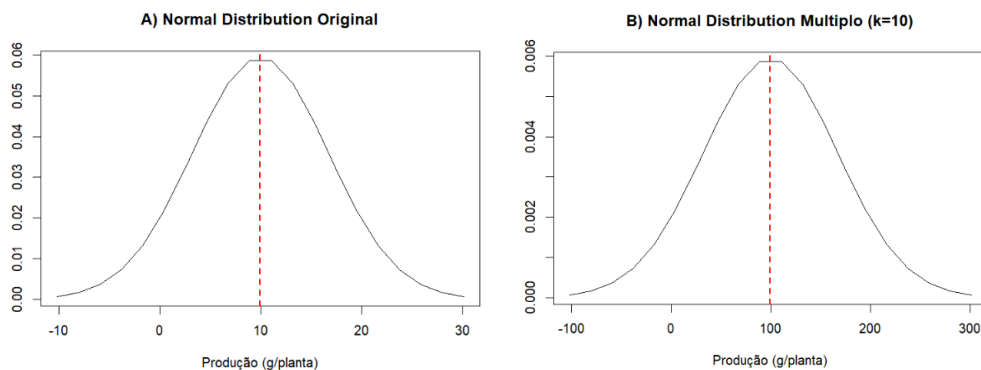 A) Normal Distribution Original
0.06
0.05
0.04
0.03
0.02
0.01
0.00
-10 0 10 20 30
Produção (g/planta)
B) Normal Distribution Multiplo (k=10)
0.006
0.004
0.002
0.000
-100 0 100 200 300
Produção (g/planta)